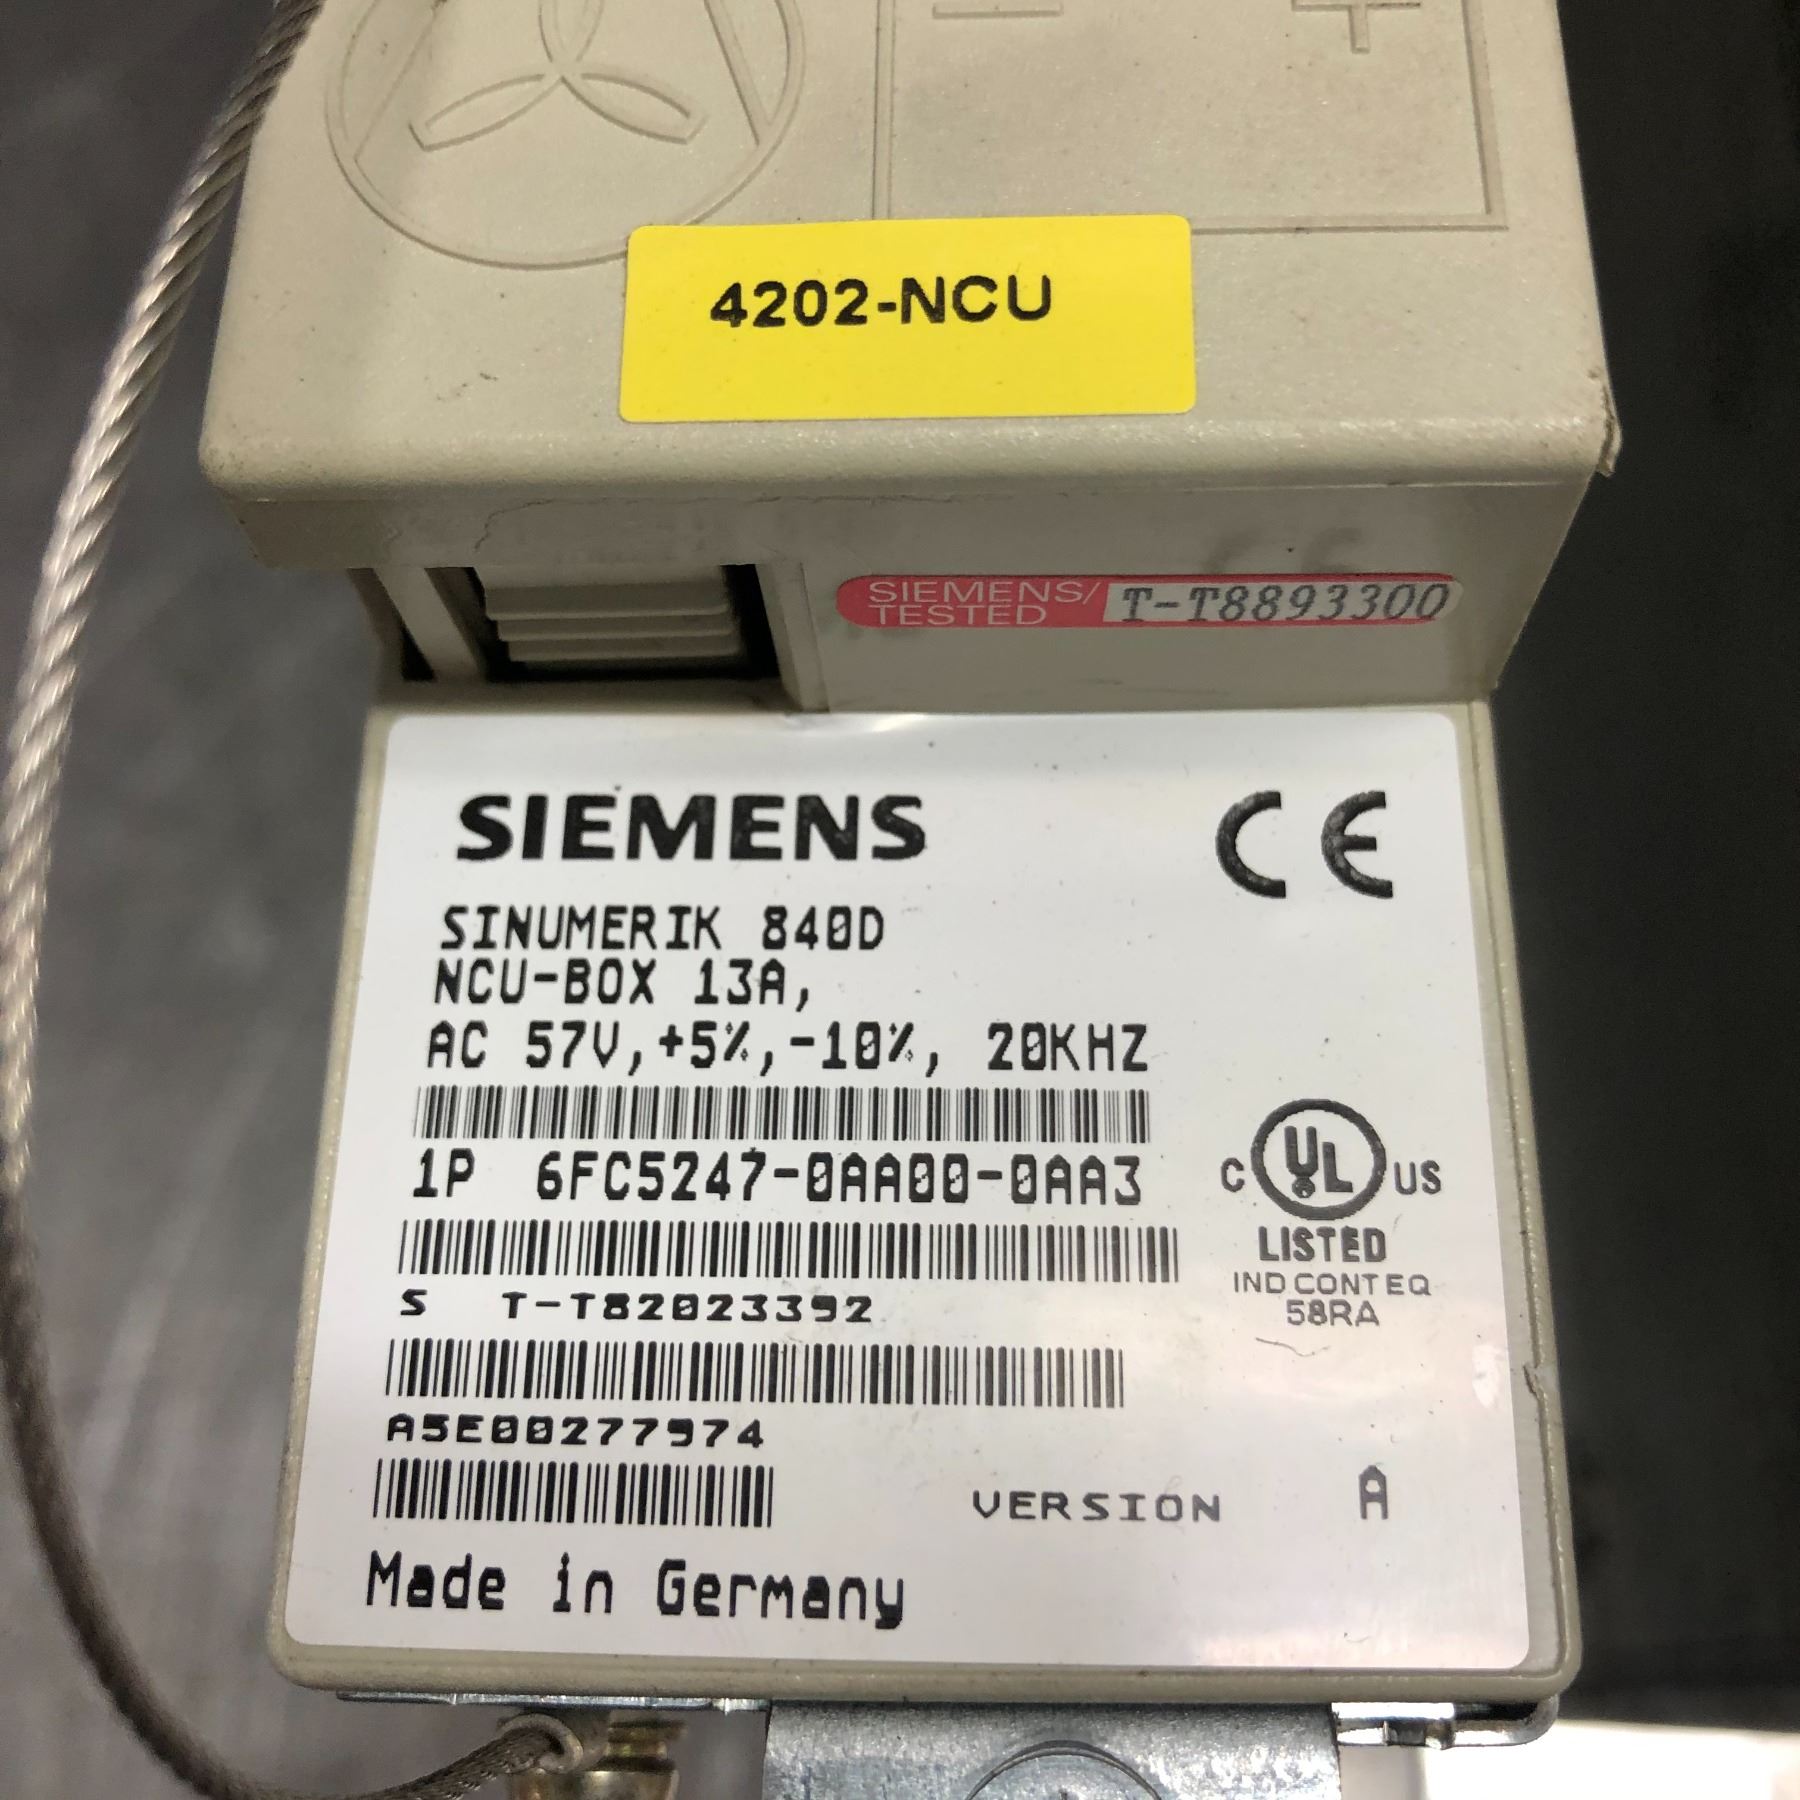 4202-NCU
SIEMENS/
TESTED
T-T8893300
SIEMENS
CE
SINUMERIK 840D
NCU-BOX 13A,
AC 57V,+5%,-10%, 20KHZ
1P 6FC5247-0AA00-0AA3
C UL US
LISTED
IND CONT EQ
58RA
S T-T82023392
A5E00277974
VERSION A
Made in Germany